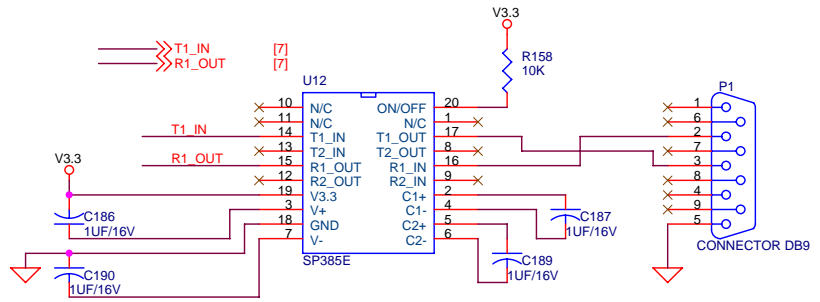 V3.3
T1_IN [7]
R1_OUT [7]
R158
10K
U12
P1
10 N/C ON/OFF 20
11 N/C N/C 1
T1_IN 14 T1_IN T1_OUT 17
13 T2_IN T2_OUT 8
R1_OUT 15 R1_OUT R1_IN 16
12 R2_OUT R2_IN 9
V3.3
19 V3.3 C1+ 2
3 V+ C1- 4
18 GND C2+ 5
7 V- C2- 6
SP385E
C186
1UF/16V
C190
1UF/16V
C187
1UF/16V
C189
1UF/16V
1
6
2
7
3
8
4
9
5
CONNECTOR DB9